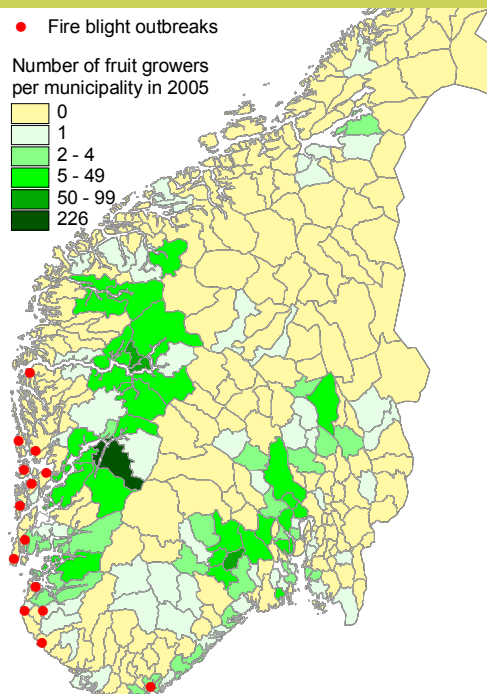 Fire blight outbreaks
Number of fruit growers
per municipality in 2005
0
1
2 - 4
5 - 49
50 - 99
226